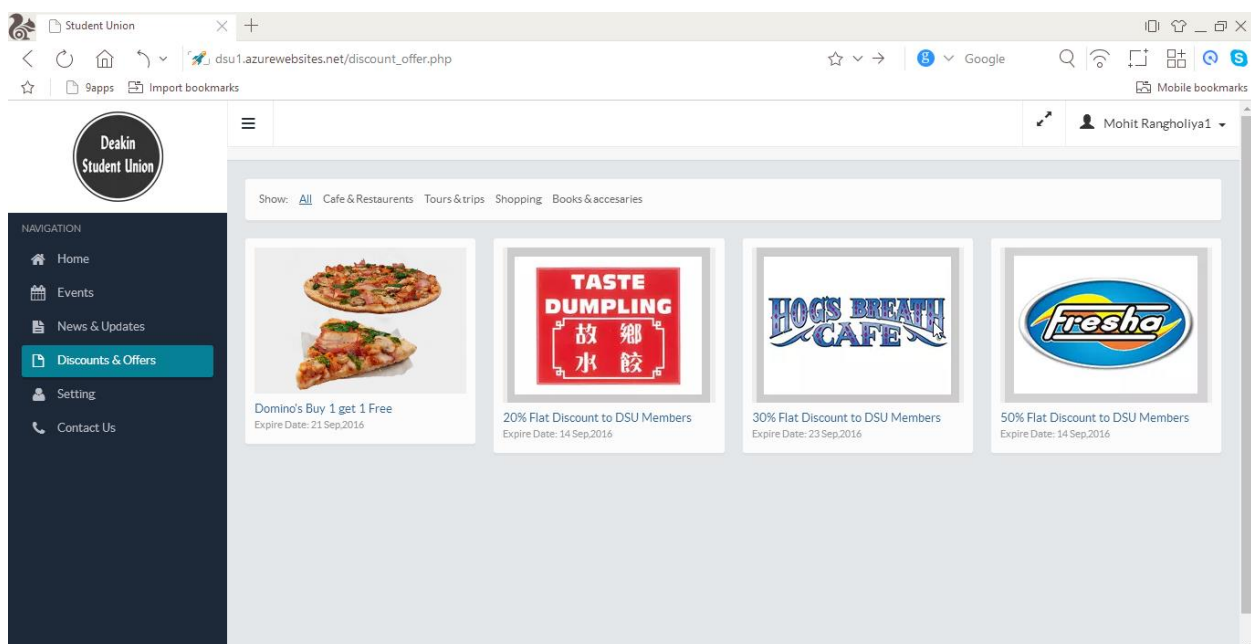 Student Union
dsu1.azurewebsites.net/discount_offer.php
Google
9apps
Import bookmarks
Mobile bookmarks
Deakin
Student Union
Mohit Rangholiya1
NAVIGATION
Home
Events
News & Updates
Discounts & Offers
Setting
Contact Us
Show: All Cafe & Restaurents Tours & trips Shopping Books & accesaries
Domino's Buy 1 get 1 Free
Expire Date: 21 Sep,2016
TASTE
DUMPLING
故鄉
水餃
20% Flat Discount to DSU Members
Expire Date: 14 Sep,2016
HOG'S BREATH
CAFE
30% Flat Discount to DSU Members
Expire Date: 23 Sep,2016
Fresha
50% Flat Discount to DSU Members
Expire Date: 14 Sep,2016